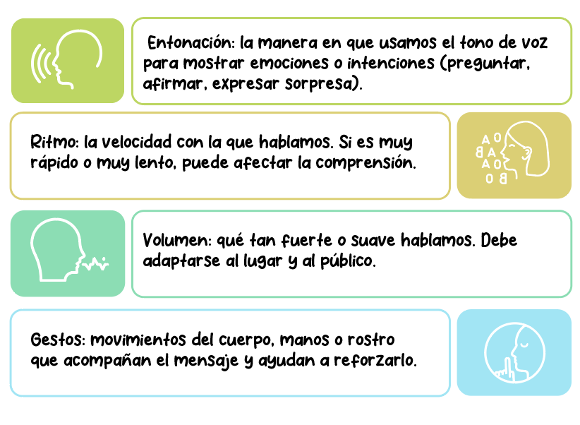 Entonación: la manera en que usamos el tono de voz
para mostrar emociones o intenciones (preguntar,
afirmar, expresar sorpresa).
Ritmo: la velocidad con la que hablamos. Si es muy
rápido o muy lento, puede afectar la comprensión.
A O
B A
A O
O B
Volumen: qué tan fuerte o suave hablamos. Debe
adaptarse al lugar y al público.
Gestos: movimientos del cuerpo, manos o rostro
que acompañan el mensaje y ayudan a reforzarlo.